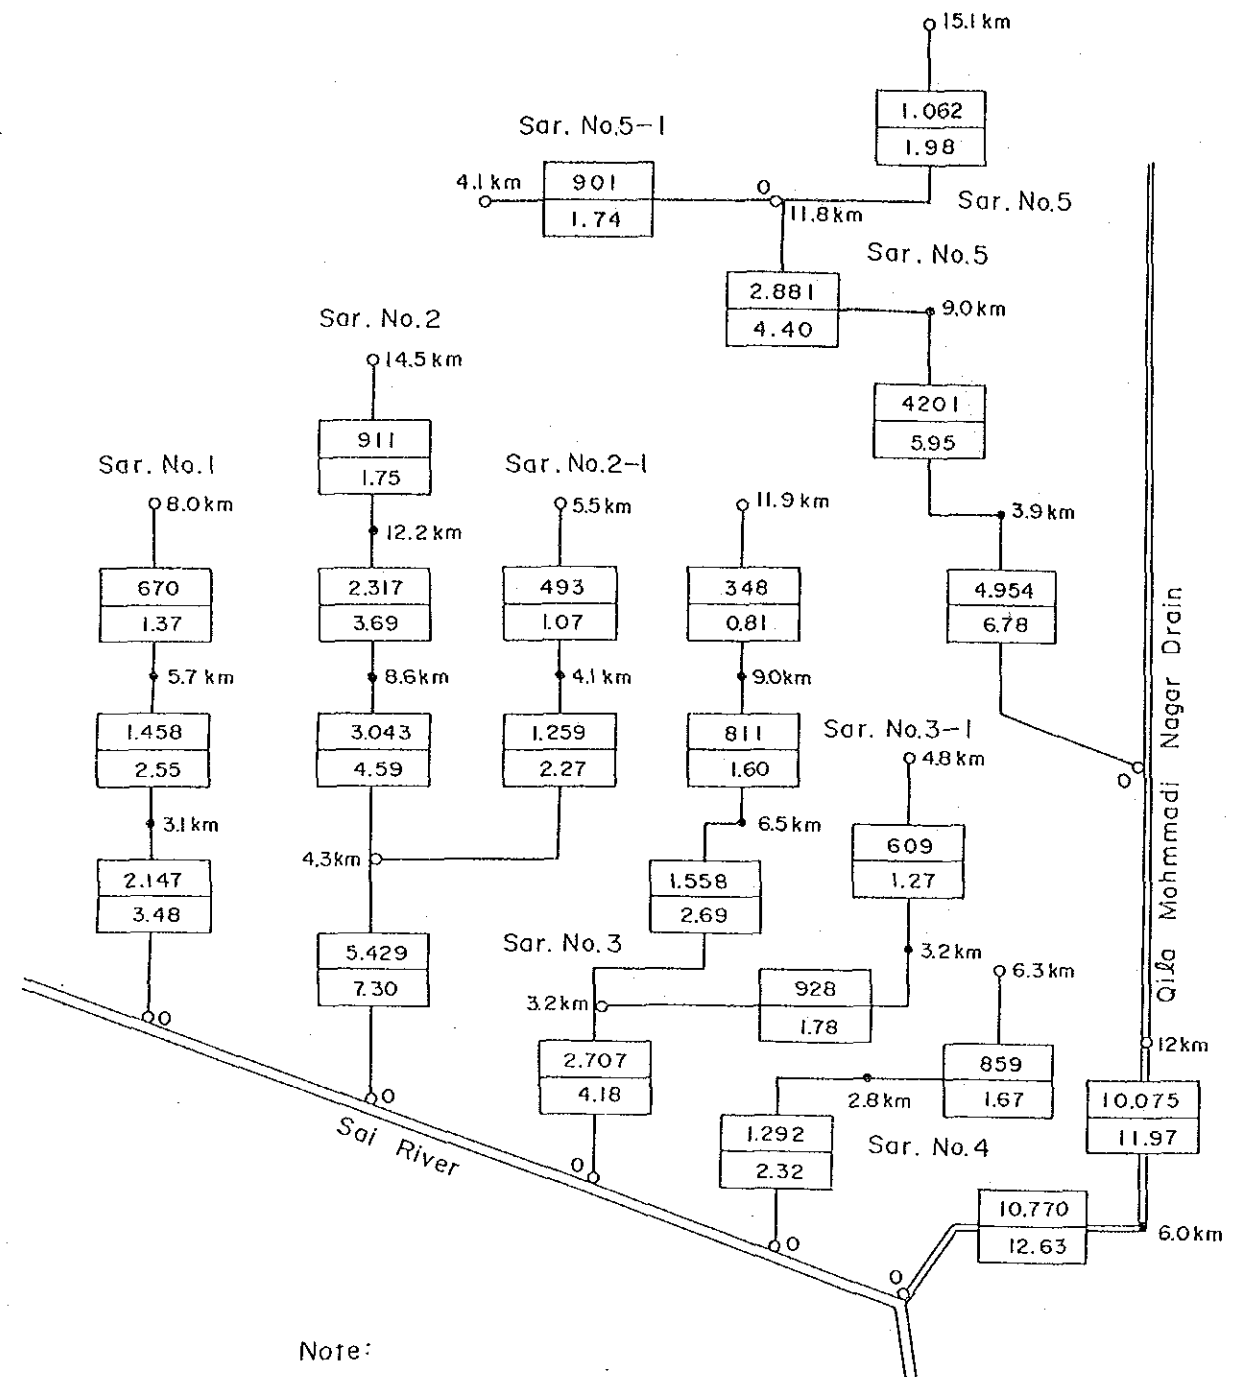 15.1 km
1.062
1.98
Sar. No.5-1
4.1 km
901
1.74
O
11.8 km
Sar. No.5
Sar. No.5
2.881
4.40
9.0 km
Sar. No.2
14.5 km
911
1.75
12.2 km
4201
5.95
3.9 km
Sar. No.1
8.0 km
Sar. No.2-1
5.5 km
11.9 km
670
1.37
2.317
3.69
493
1.07
348
0.81
4.954
6.78
5.7 km
8.6 km
4.1 km
9.0 km
1.458
2.55
3.043
4.59
1.259
2.27
811
1.60
Sar. No.3-1
4.8 km
O
Qila Mohmmadi Nagar Drain
3.1 km
4.3 km
6.5 km
609
1.27
2.147
3.48
1.558
2.69
5.429
7.30
Sar. No.3
3.2 km
6.3 km
3.2 km
928
1.78
O
12 km
2.707
4.18
859
1.67
2.8 km
10.075
11.97
O
Sai River
1.292
2.32
Sar. No.4
O
10.770
12.63
6.0 km
O
O
Note: